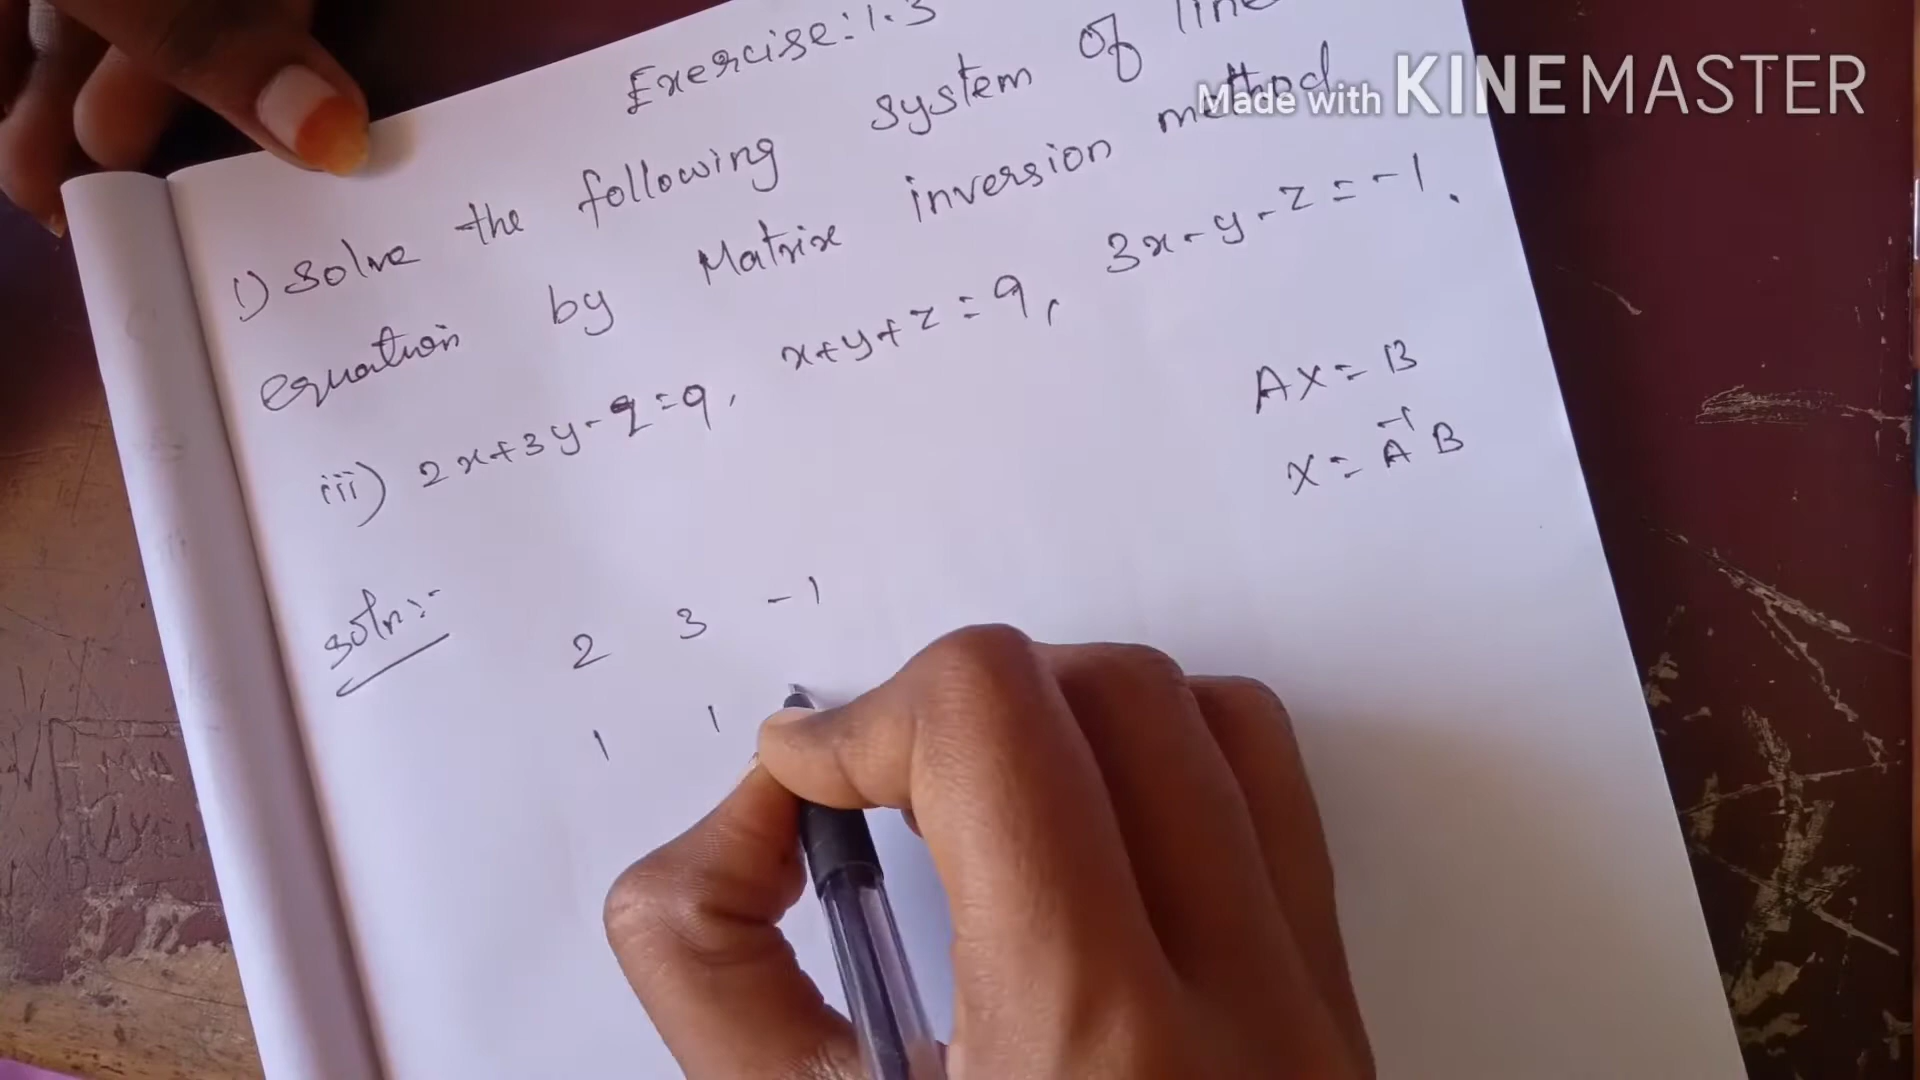 Exercise: 1.3
1) Solve the following system of line
equation by Matrix inversion method
iii) 2x+3y-z=9, x+y+z=9, 3x-y-z=-1.
AX=B
X=A⁻¹B
Soln:-
2 3 -1
1 1
Made with KINEMASTER